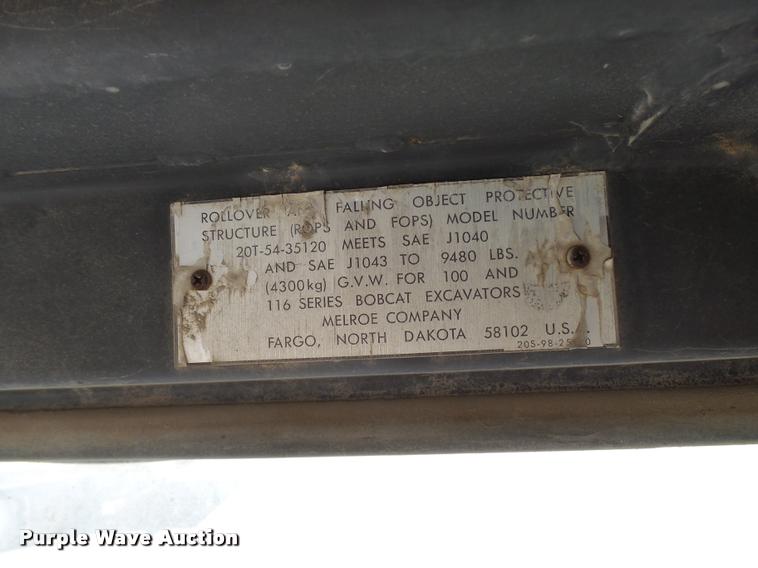 ROLLOVER FALLING OBJECT PROTECTIVE
STRUCTURE (ROPS AND FOPS) MODEL NUMBER
20T-54-35120 MEETS SAE J1040
AND SAE J1043 TO 9480 LBS.
(4300kg) G.V.W. FOR 100 AND
116 SERIES BOBCAT EXCAVATORS
MELROE COMPANY
FARGO, NORTH DAKOTA 58102 U.S.A.
Purple Wave Auction